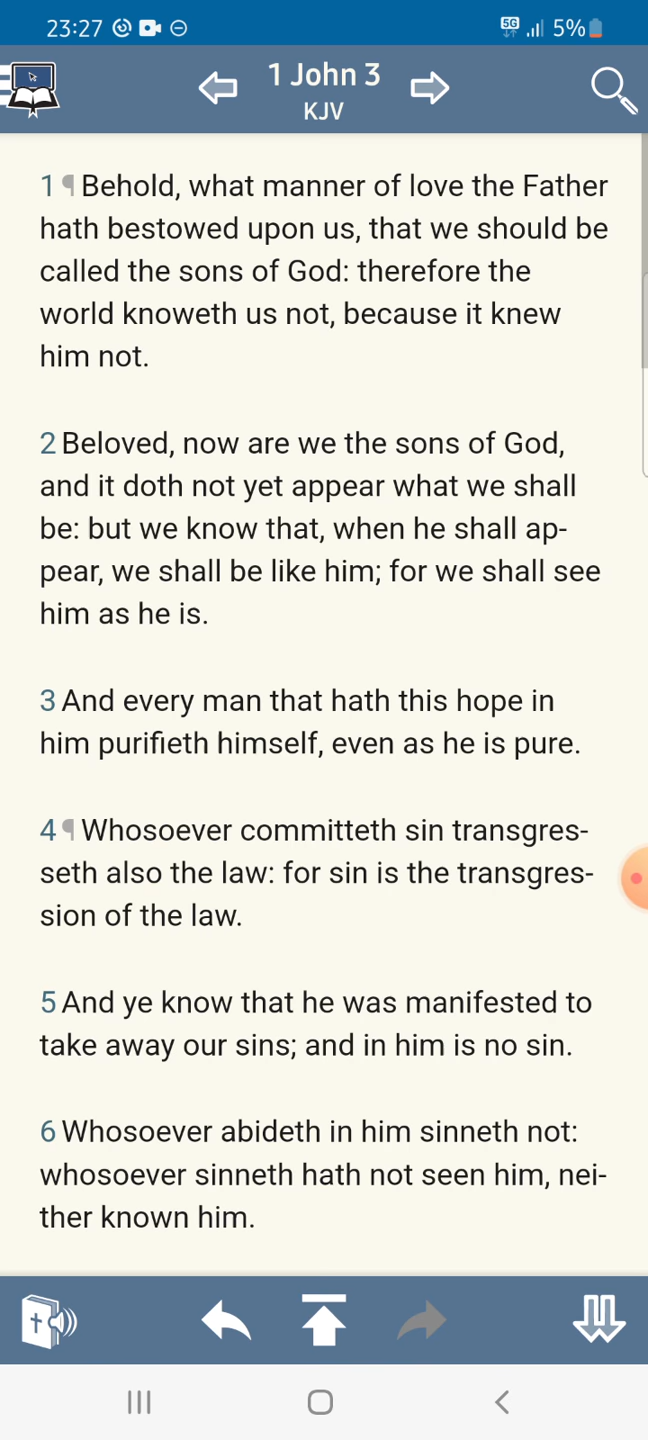 23:27 5G 5%
1 John 3
KJV
1 ¶ Behold, what manner of love the Father
hath bestowed upon us, that we should be
called the sons of God: therefore the
world knoweth us not, because it knew
him not.
2 Beloved, now are we the sons of God,
and it doth not yet appear what we shall
be: but we know that, when he shall ap-
pear, we shall be like him; for we shall see
him as he is.
3 And every man that hath this hope in
him purifieth himself, even as he is pure.
4 ¶ Whosoever committeth sin transgres-
seth also the law: for sin is the transgres-
sion of the law.
5 And ye know that he was manifested to
take away our sins; and in him is no sin.
6 Whosoever abideth in him sinneth not:
whosoever sinneth hath not seen him, nei-
ther known him.